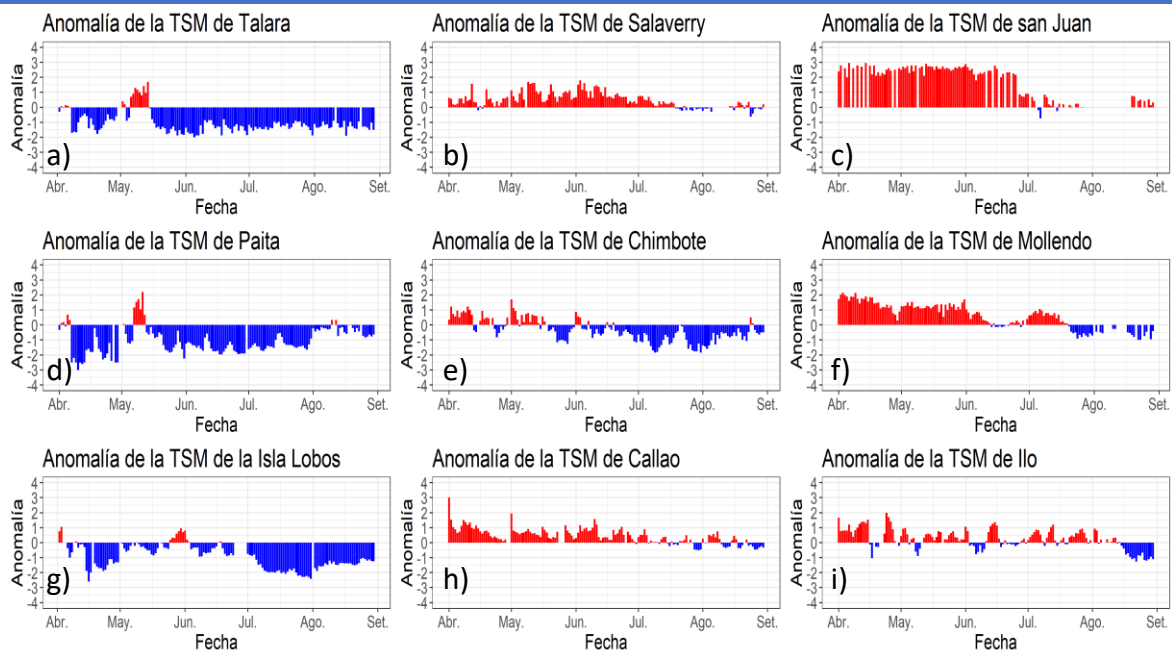 Anomalía de la TSM de Talara
Anomalía
4
3
2
1
0
-1
-2
-3
-4
a)
Abr. May. Jun. Jul. Ago. Set.
Fecha
Anomalía de la TSM de Salaverry
Anomalía
4
3
2
1
0
-1
-2
-3
-4
b)
Abr. May. Jun. Jul. Ago. Set.
Fecha
Anomalía de la TSM de san Juan
Anomalía
4
3
2
1
0
-1
-2
-3
-4
c)
Abr. May. Jun. Jul. Ago. Set.
Fecha
Anomalía de la TSM de Paita
Anomalía
4
3
2
1
0
-1
-2
-3
-4
d)
Abr. May. Jun. Jul. Ago. Set.
Fecha
Anomalía de la TSM de Chimbote
Anomalía
4
3
2
1
0
-1
-2
-3
-4
e)
Abr. May. Jun. Jul. Ago. Set.
Fecha
Anomalía de la TSM de Mollendo
Anomalía
4
3
2
1
0
-1
-2
-3
-4
f)
Abr. May. Jun. Jul. Ago. Set.
Fecha
Anomalía de la TSM de la Isla Lobos
Anomalía
4
3
2
1
0
-1
-2
-3
-4
g)
Abr. May. Jun. Jul. Ago. Set.
Fecha
Anomalía de la TSM de Callao
Anomalía
4
3
2
1
0
-1
-2
-3
-4
h)
Abr. May. Jun. Jul. Ago. Set.
Fecha
Anomalía de la TSM de Ilo
Anomalía
4
3
2
1
0
-1
-2
-3
-4
i)
Abr. May. Jun. Jul. Ago. Set.
Fecha